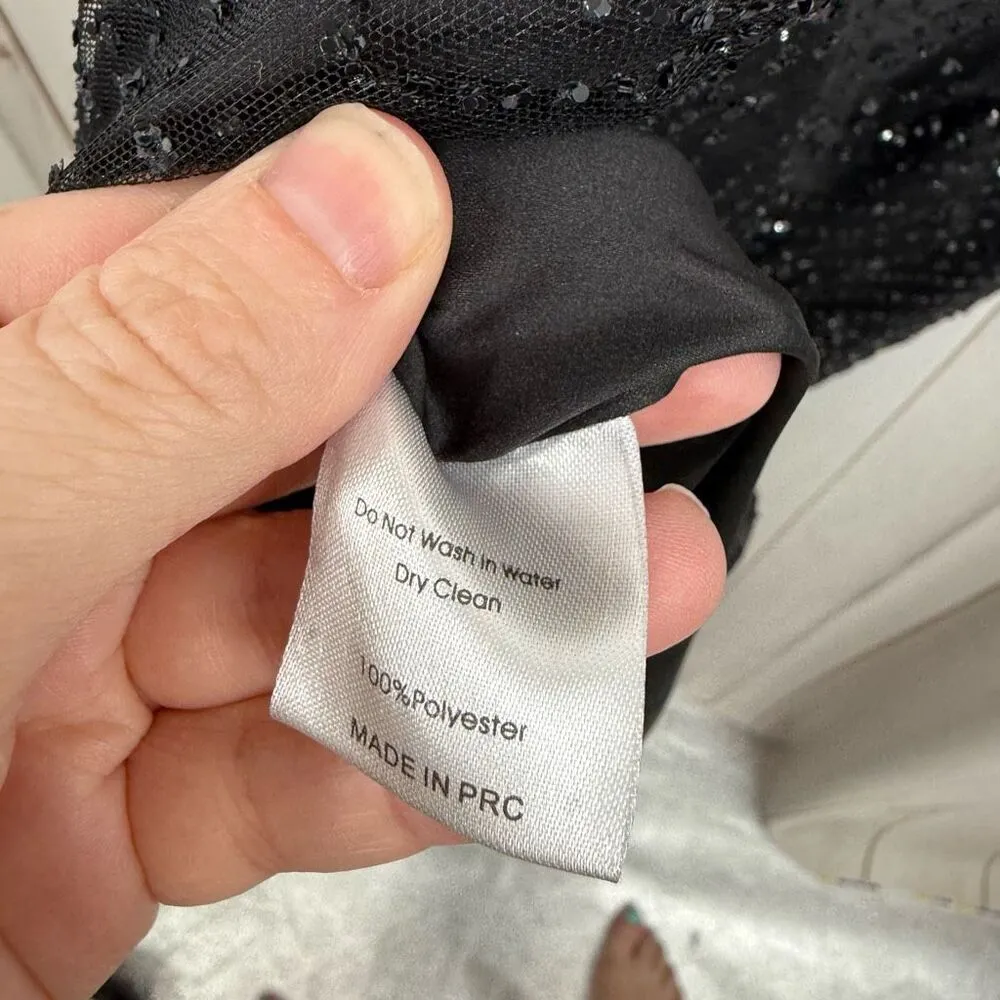 Do Not Wash in water
Dry Clean
100%Polyester
MADE IN PRC